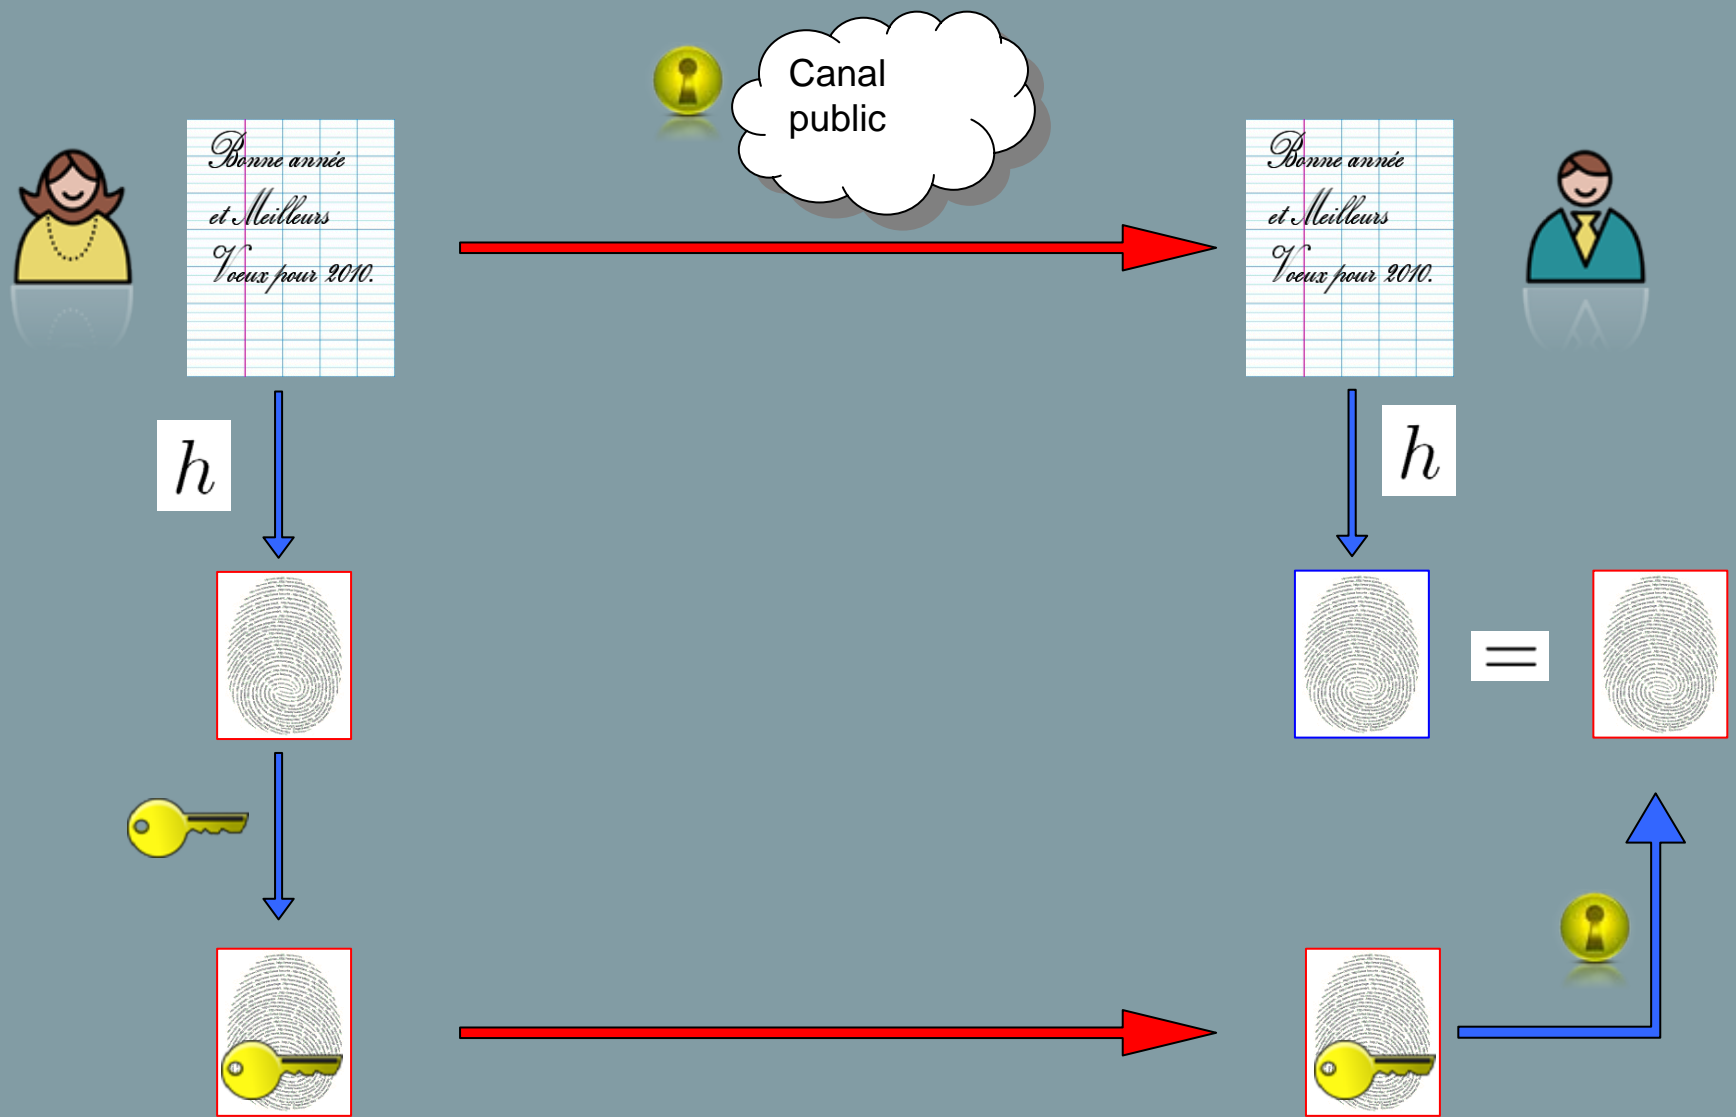 Canal
public
Bonne année
et Meilleurs
Voeux pour 2010.
Bonne année
et Meilleurs
Voeux pour 2010.
h
h
=